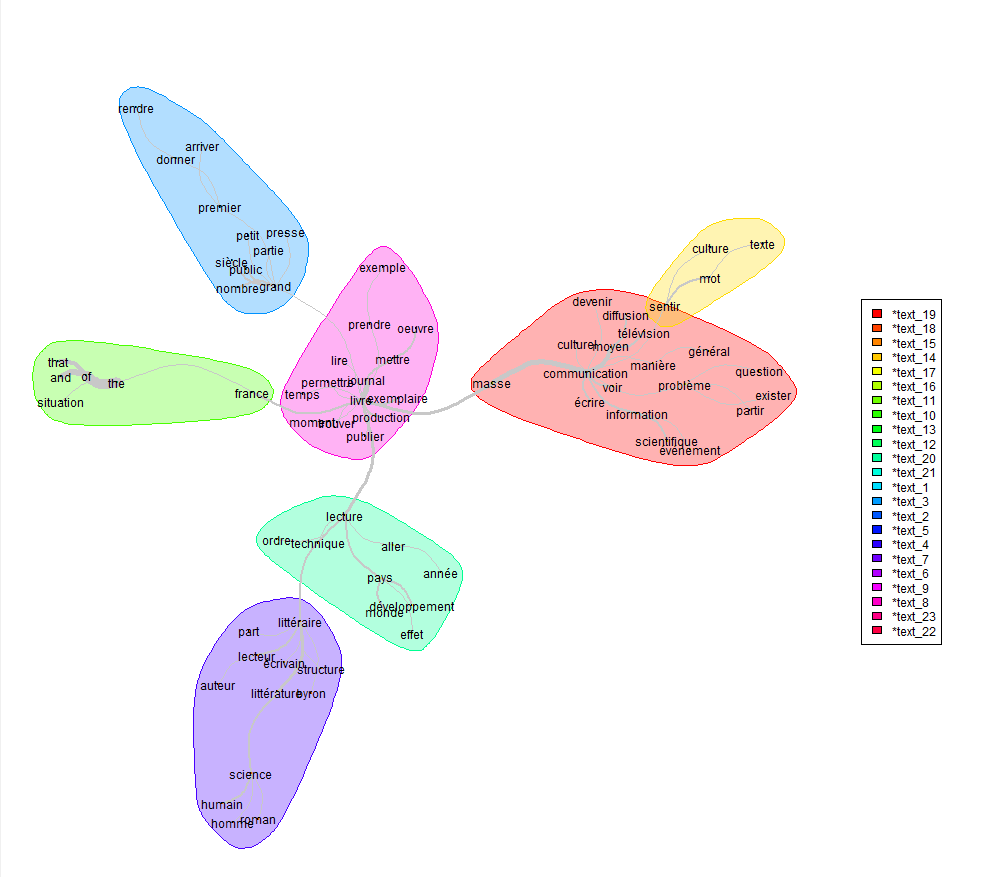 rendre
arriver
donner
premier
petit
presse
partie
siècle
public
nombre
grand
exemple
prendre
oeuvre
lire
mettre
permettre
journal
temps
livre
exemplaire
moment
trouver
production
publier
that
and
of
the
situation
france
culture
texte
mot
sentir
devenir
diffusion
télévision
culturel
moyen
général
manière
communication
question
masse
voir
problème
exister
écrire
partir
information
scientifique
evénement
lecture
ordre
technique
aller
pays
année
développement
monde
effet
littéraire
part
lecteur
écrivain
structure
auteur
littérature
byron
science
humain
homme
roman
*text_19
*text_18
*text_15
*text_14
*text_17
*text_16
*text_11
*text_10
*text_13
*text_12
*text_20
*text_21
*text_1
*text_3
*text_2
*text_5
*text_4
*text_7
*text_6
*text_9
*text_8
*text_23
*text_22